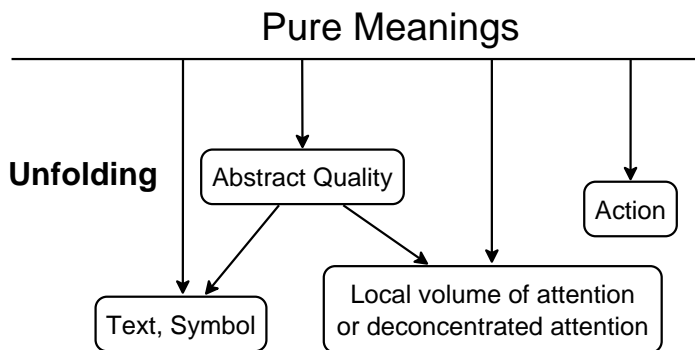 Pure Meanings
Unfolding
Abstract Quality
Action
Text, Symbol
Local volume of attention
or deconcentrated attention